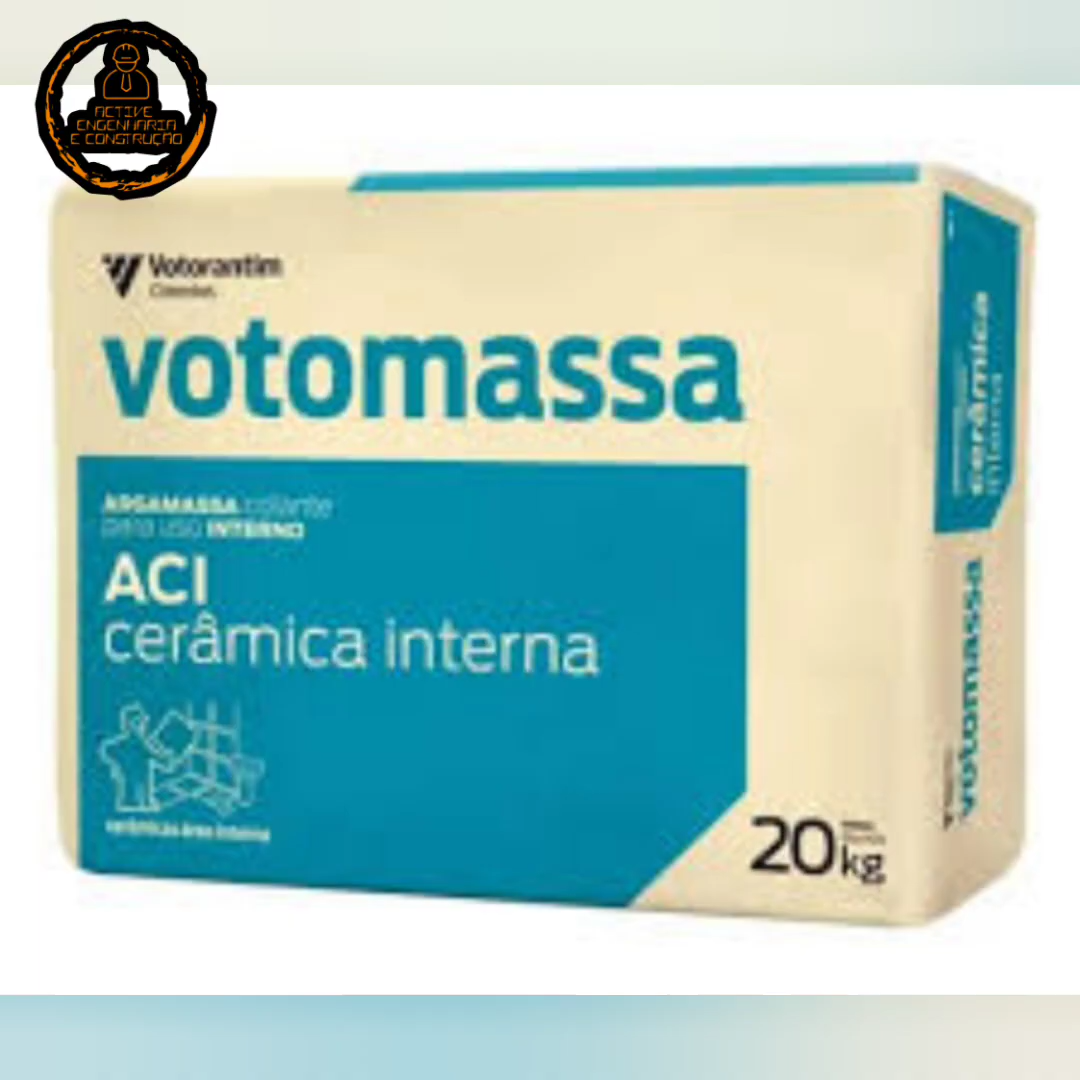 ACTIVE
ENGENHARIA
E CONSTRUÇÃO
Votorantim
Cimentos
votomassa
ARGAMASSA colante
para uso INTERNO
ACI
cerâmica interna
cerâmicas área interna
20kg
cerâmica
interna
votomassa